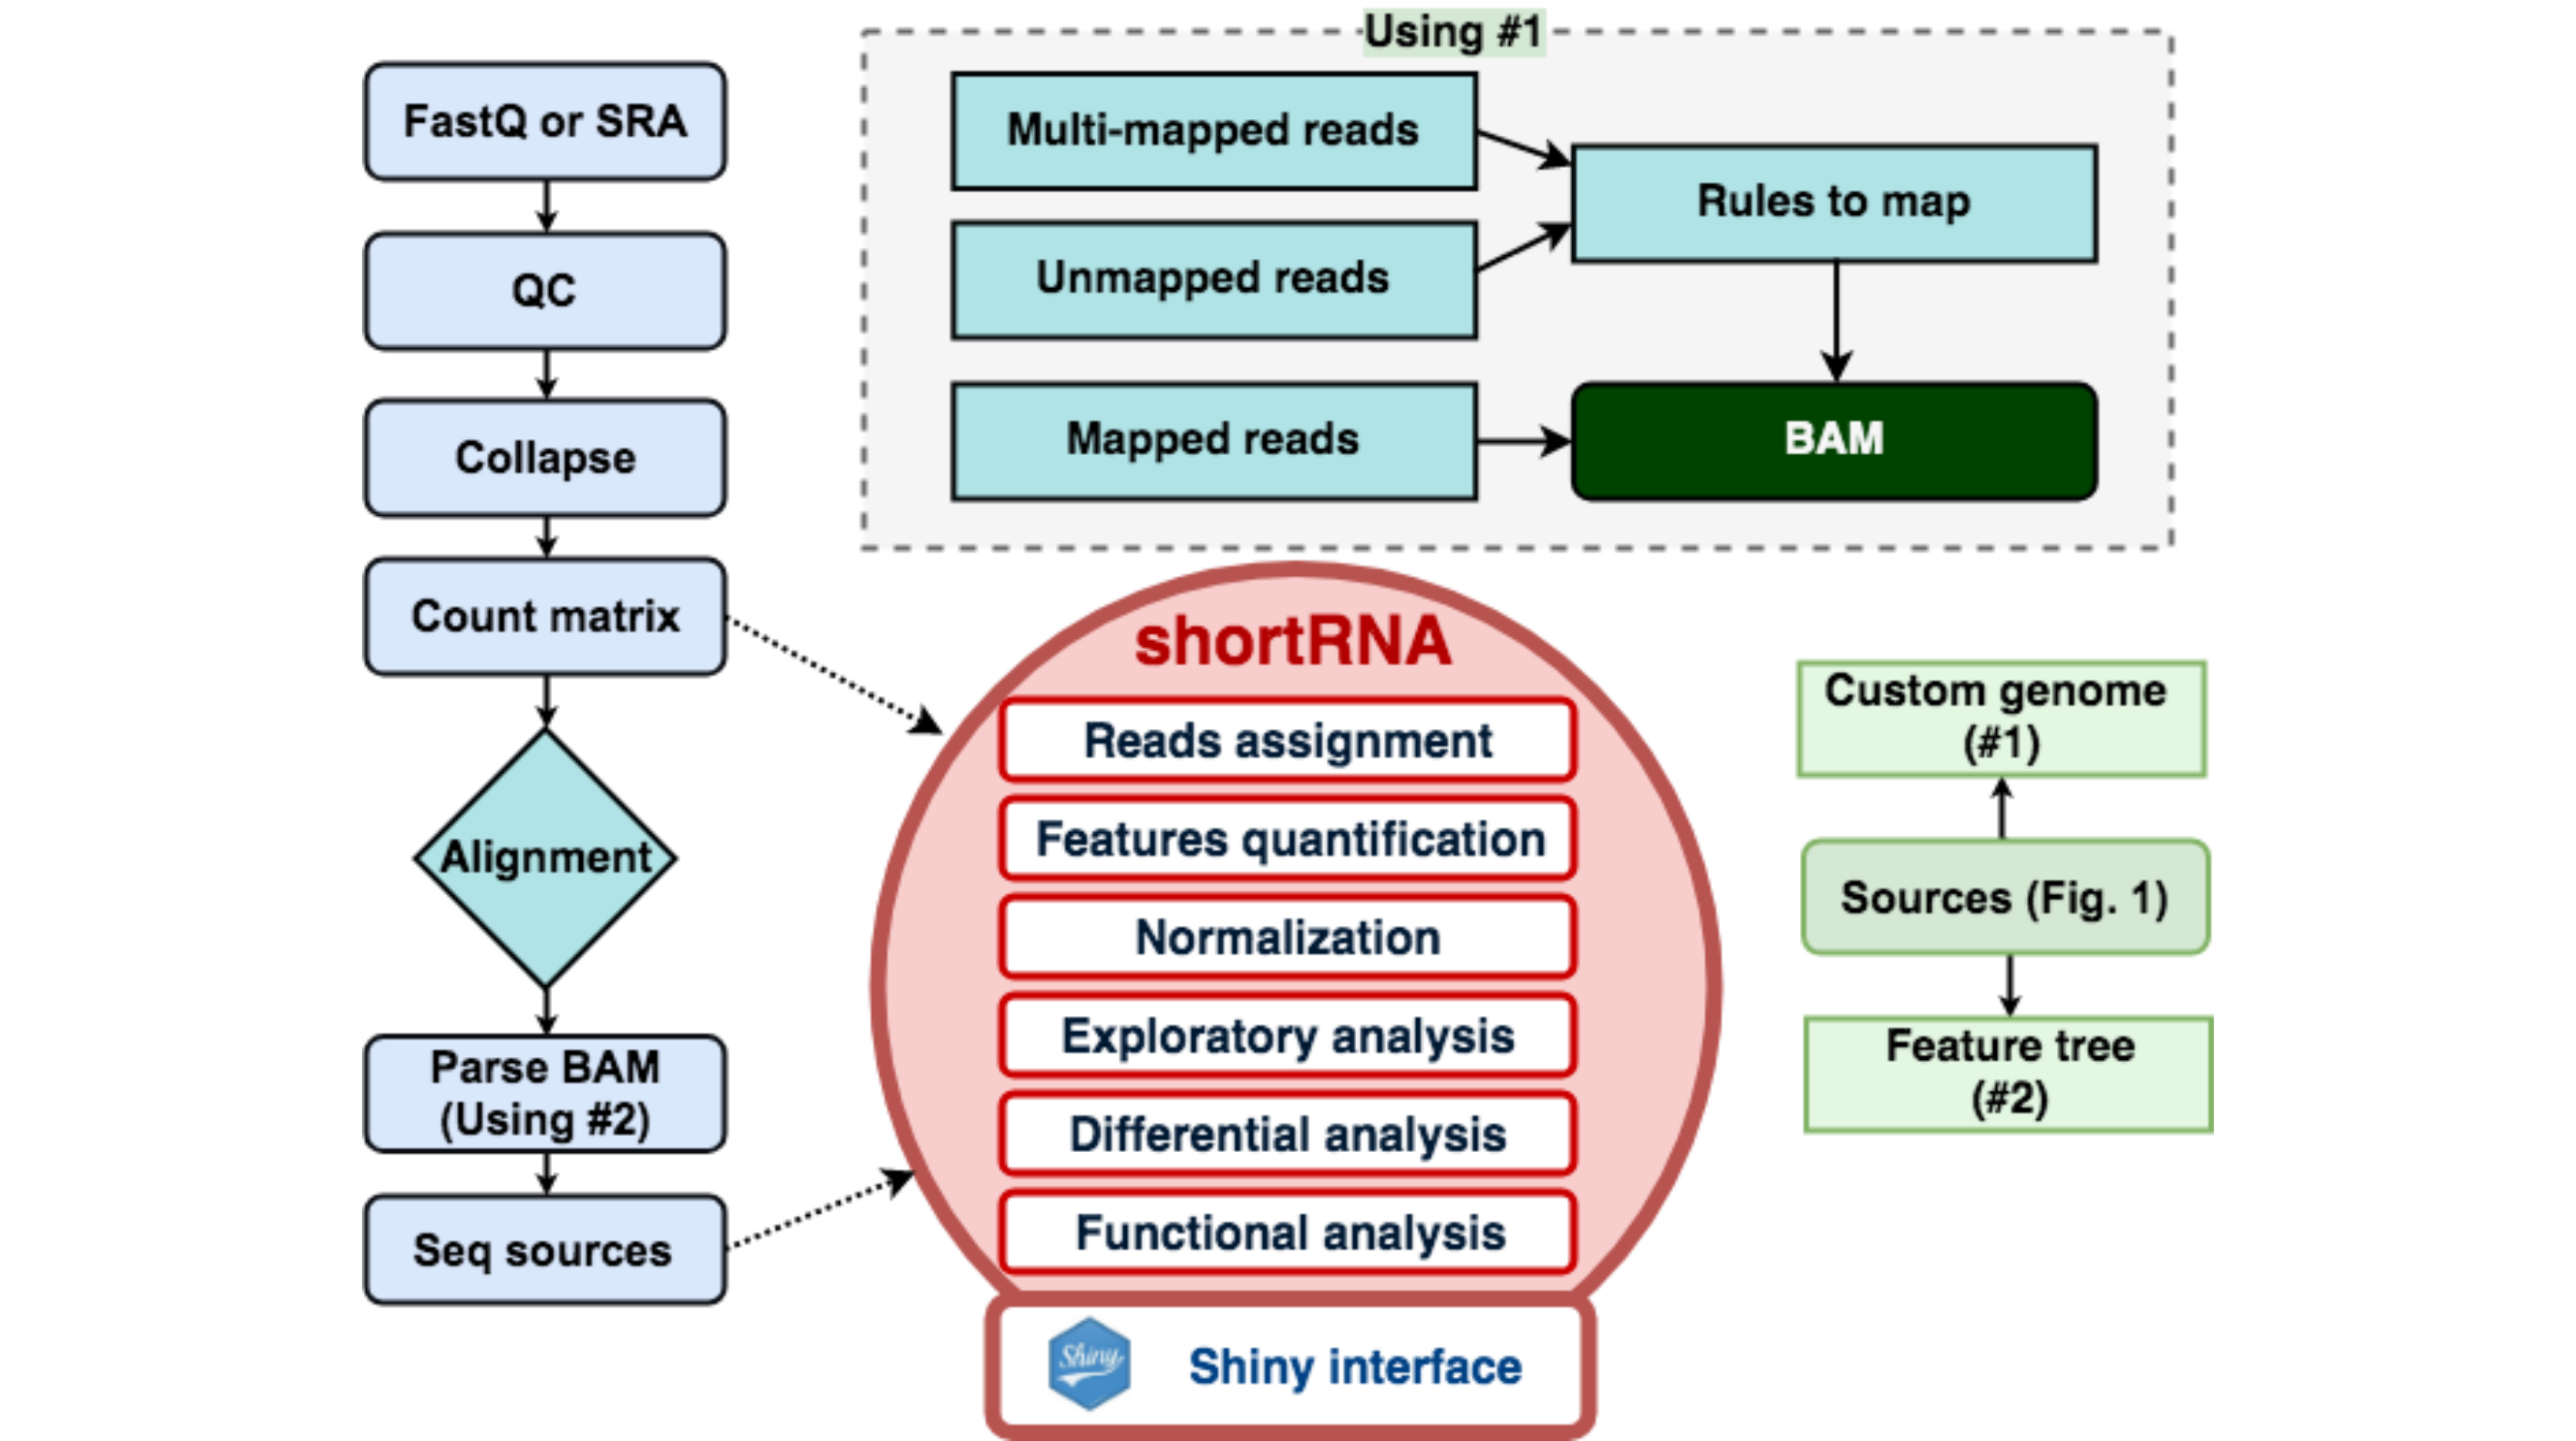 FastQ or SRA
QC
Collapse
Count matrix
Alignment
Parse BAM
(Using #2)
Seq sources
Using #1
Multi-mapped reads
Unmapped reads
Mapped reads
Rules to map
BAM
shortRNA
Reads assignment
Features quantification
Normalization
Exploratory analysis
Differential analysis
Functional analysis
Shiny
Shiny interface
Custom genome
(#1)
Sources (Fig. 1)
Feature tree
(#2)